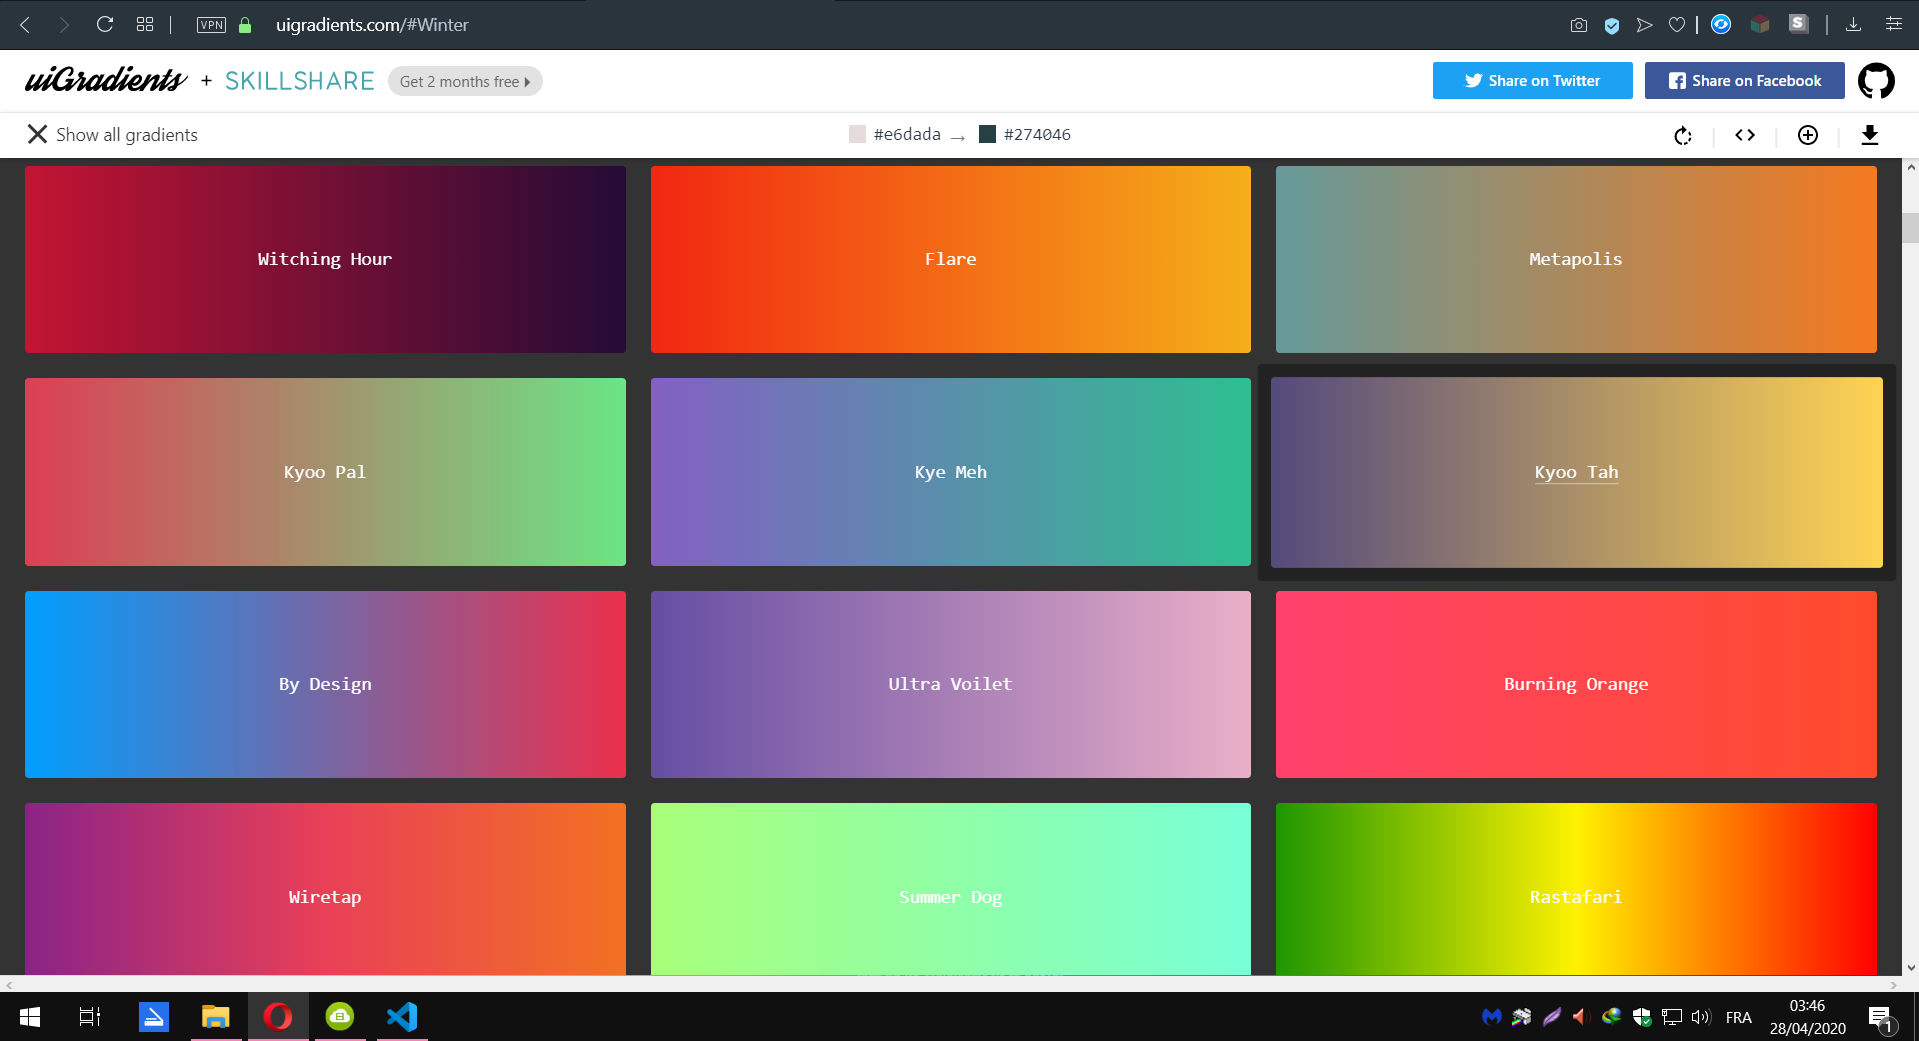 VPN
uigradients.com/#Winter
S
uiGradients + SKILLSHARE Get 2 months free
Share on Twitter
Share on Facebook
Show all gradients
#e6dada → #274046
Witching Hour
Flare
Metapolis
Kyoo Pal
Kye Meh
Kyoo Tah
By Design
Ultra Voilet
Burning Orange
Wiretap
Summer Dog
Rastafari
FRA
03:46
28/04/2020
1